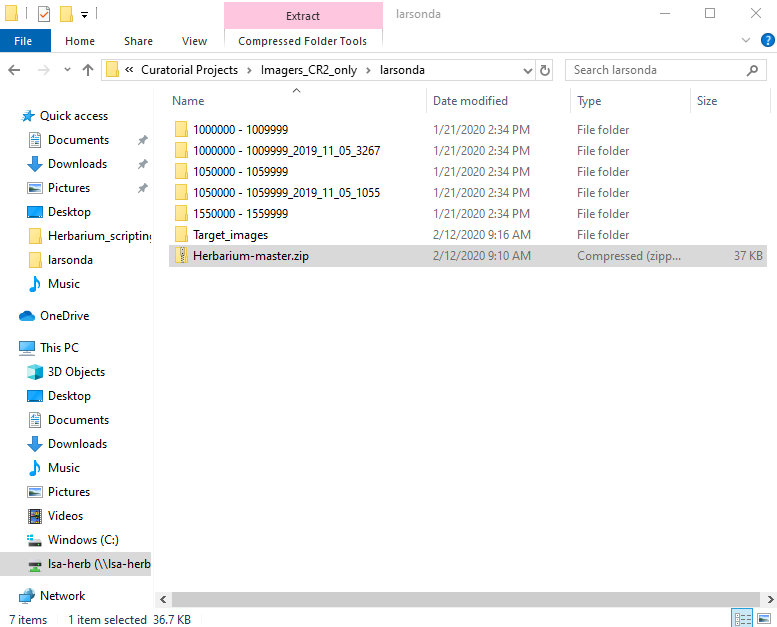 Extract
larsonda
File
Home
Share
View
Compressed Folder Tools
« Curatorial Projects > Imagers_CR2_only > larsonda
Search larsonda
Name
Date modified
Type
Size
Quick access
Documents
Downloads
Pictures
Desktop
Herbarium_scripting
larsonda
Music
OneDrive
This PC
3D Objects
Desktop
Documents
Downloads
Music
Pictures
Videos
Windows (C:)
lsa-herb (\\lsa-herb
Network
1000000 - 1009999 1/21/2020 2:34 PM File folder
1000000 - 1009999_2019_11_05_3267 1/21/2020 2:34 PM File folder
1050000 - 1059999 1/21/2020 2:34 PM File folder
1050000 - 1059999_2019_11_05_1055 1/21/2020 2:34 PM File folder
1550000 - 1559999 1/21/2020 2:34 PM File folder
Target_images 2/12/2020 9:16 AM File folder
Herbarium-master.zip 2/12/2020 9:10 AM Compressed (zipp... 37 KB
7 items
1 item selected 36.7 KB